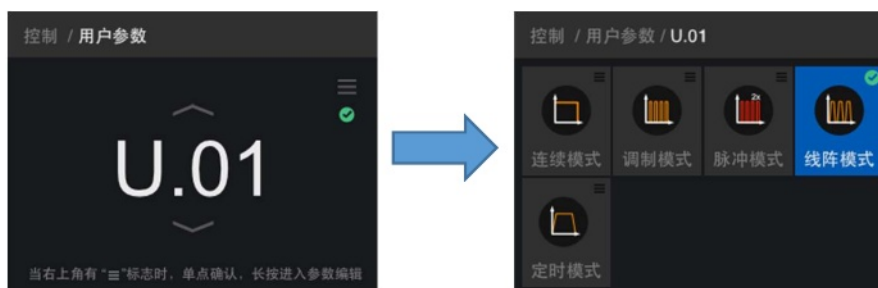 控制 / 用户参数
U.01
当右上角有 "≡"标志时，单点确认，长按进入参数编辑
控制 / 用户参数 / U.01
2x
连续模式 调制模式 脉冲模式 线阵模式
定时模式